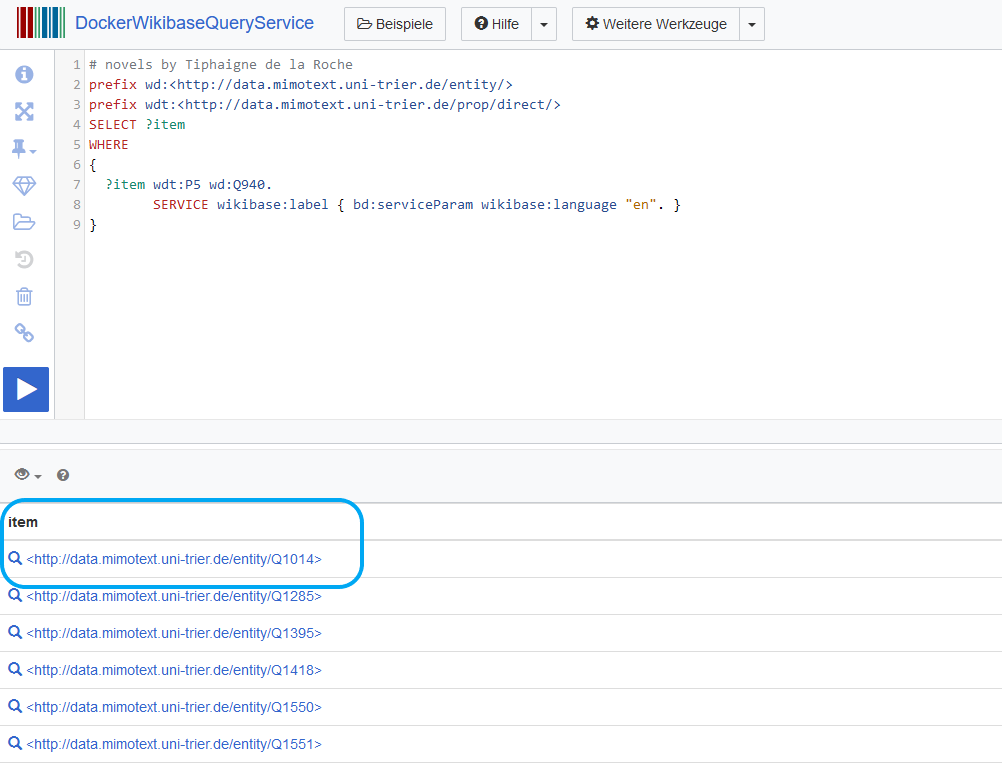 DockerWikibaseQueryService Beispiele Hilfe Weitere Werkzeuge
1 # novels by Tiphaigne de la Roche
2 prefix wd:<http://data.mimotext.uni-trier.de/entity/>
3 prefix wdt:<http://data.mimotext.uni-trier.de/prop/direct/>
4 SELECT ?item
5 WHERE
6 {
7   ?item wdt:P5 wd:Q940.
8         SERVICE wikibase:label { bd:serviceParam wikibase:language "en". }
9 }
item
<http://data.mimotext.uni-trier.de/entity/Q1014>
<http://data.mimotext.uni-trier.de/entity/Q1285>
<http://data.mimotext.uni-trier.de/entity/Q1395>
<http://data.mimotext.uni-trier.de/entity/Q1418>
<http://data.mimotext.uni-trier.de/entity/Q1550>
<http://data.mimotext.uni-trier.de/entity/Q1551>